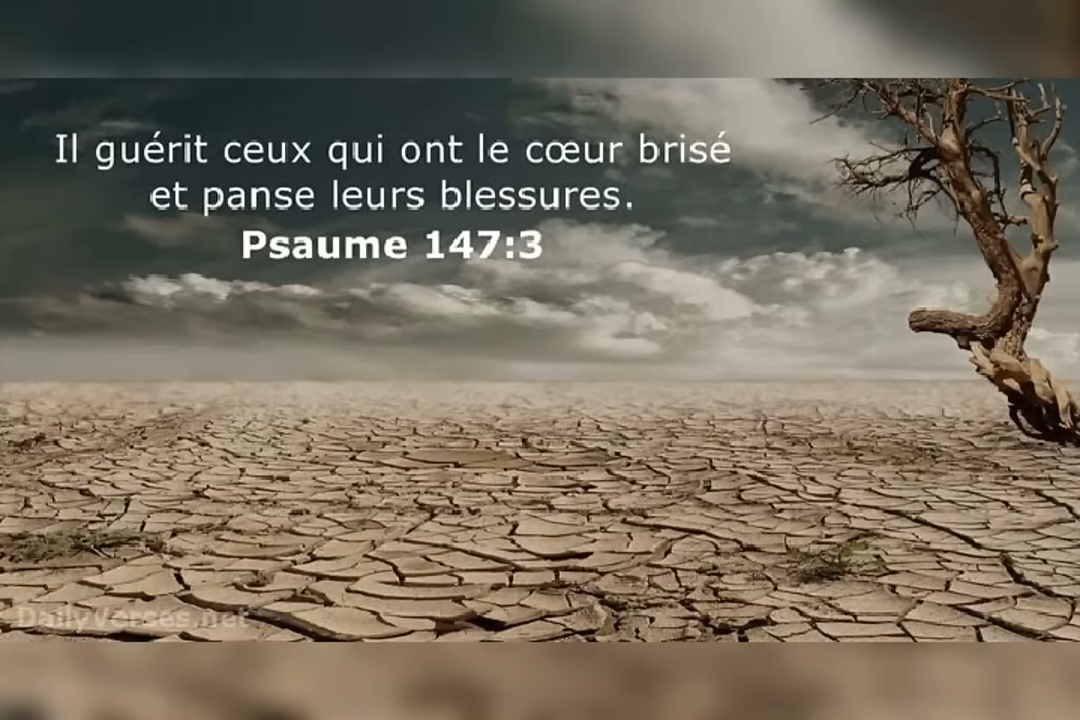 Il guérit ceux qui ont le cœur brisé
et panse leurs blessures.
Psaume 147:3
DailyVerses.net